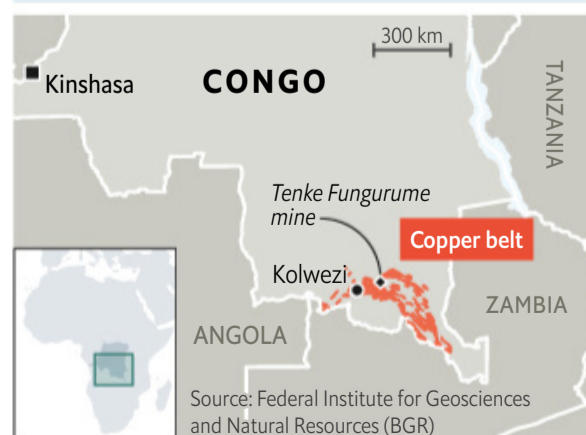 300 km
Kinshasa
CONGO
TANZANIA
Tenke Fungurume
mine
Copper belt
Kolwezi
ZAMBIA
ANGOLA
Source: Federal Institute for Geosciences
and Natural Resources (BGR)